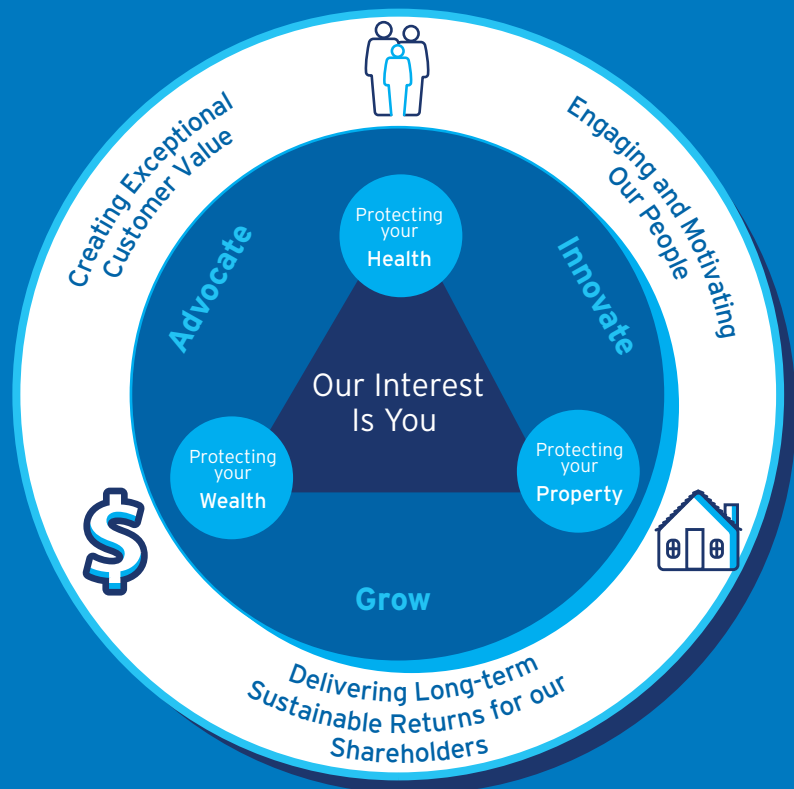 Creating Exceptional
Customer Value
Engaging and Motivating
Our People
Advocate
Innovate
Protecting
your
Health
Our Interest
Is You
Protecting
your
Wealth
Protecting
your
Property
Grow
Delivering Long-term
Sustainable Returns for our
Shareholders